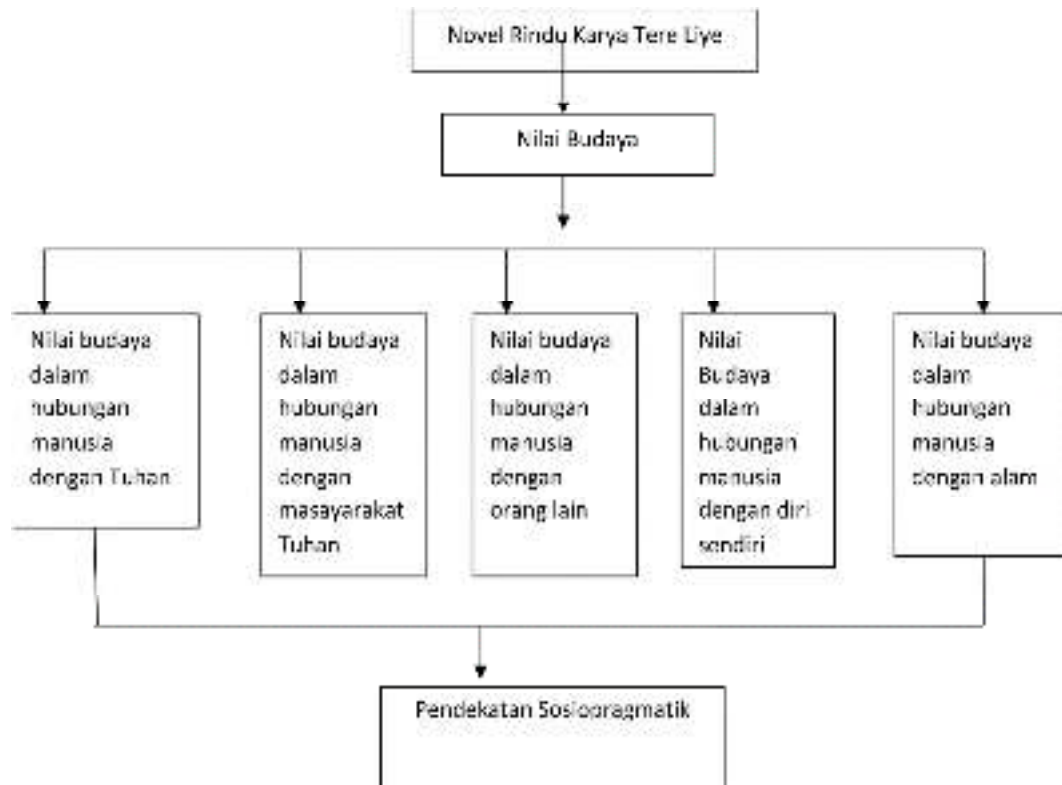 Novel Rindu Karya Tere Liye
Nilai Budaya
Nilai budaya
dalam
hubungan
manusia
dengan Tuhan
Nilai budaya
dalam
hubungan
manusia
dengan
masayarakat
Tuhan
Nilai budaya
dalam
hubungan
manusia
dengan
orang lain
Nilai
Budaya
dalam
hubungan
manusia
dengan diri
sendiri
Nilai budaya
dalam
hubungan
manusia
dengan alam
Pendekatan Sosiopragmatik